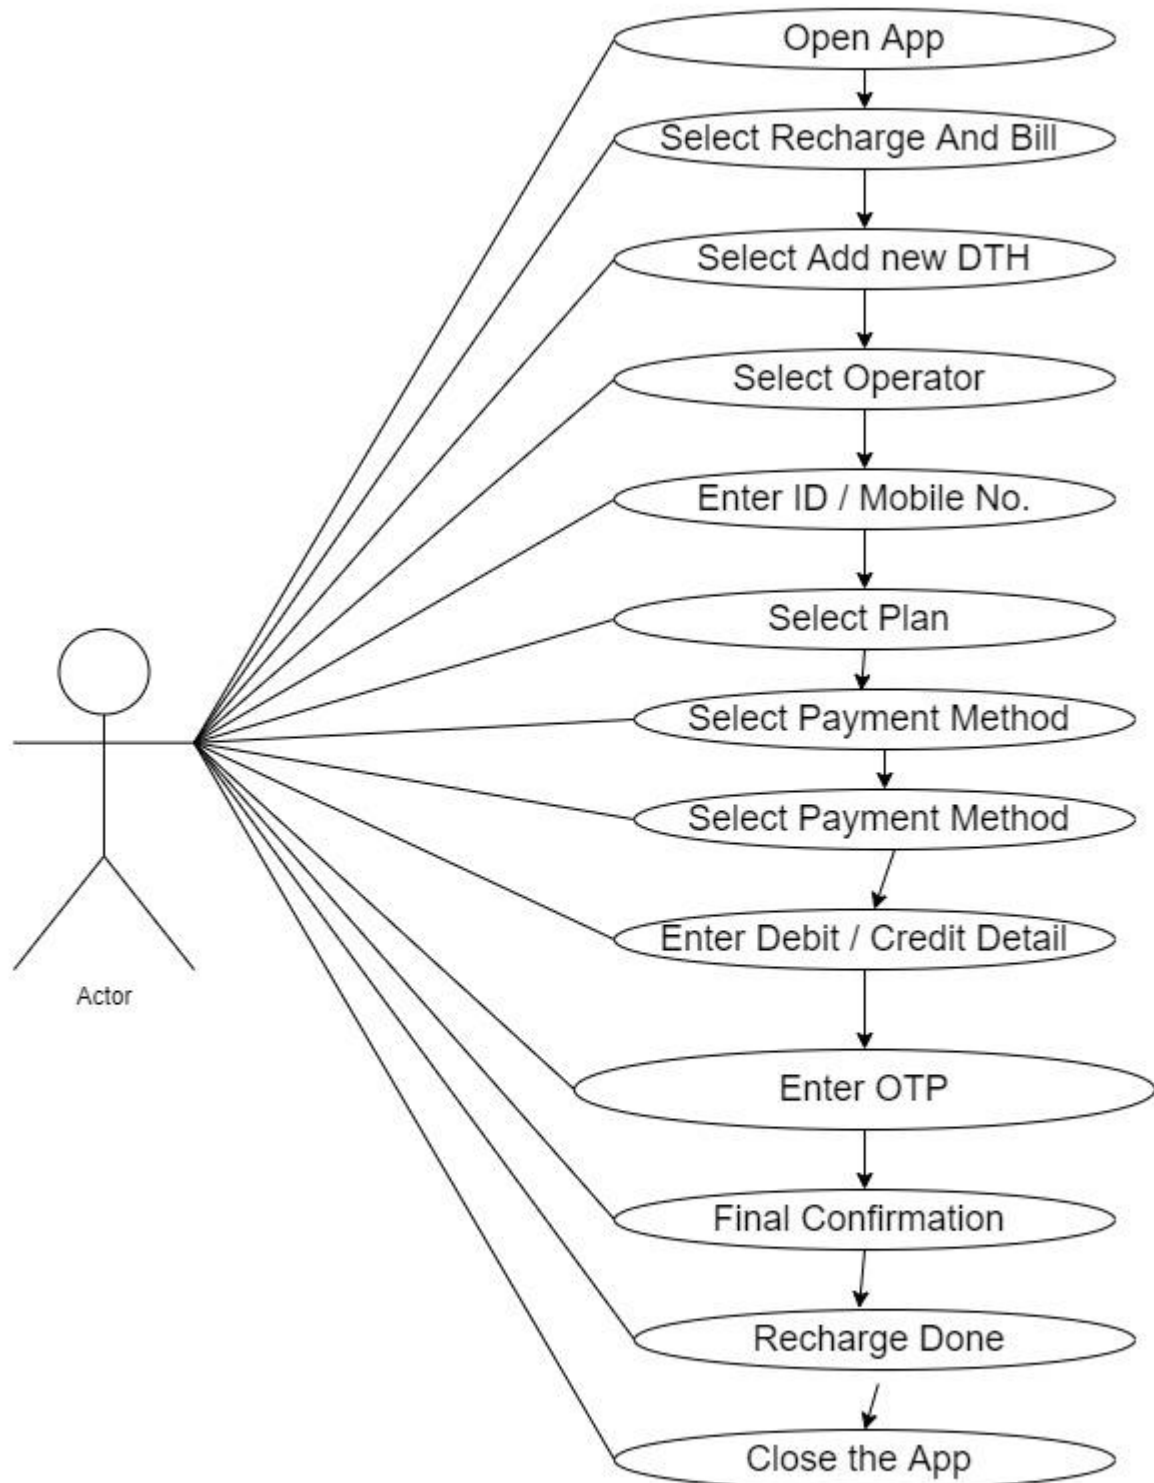 Open App
Select Recharge And Bill
Select Add new DTH
Select Operator
Enter ID / Mobile No.
Select Plan
Select Payment Method
Select Payment Method
Enter Debit / Credit Detail
Actor
Enter OTP
Final Confirmation
Recharge Done
Close the App